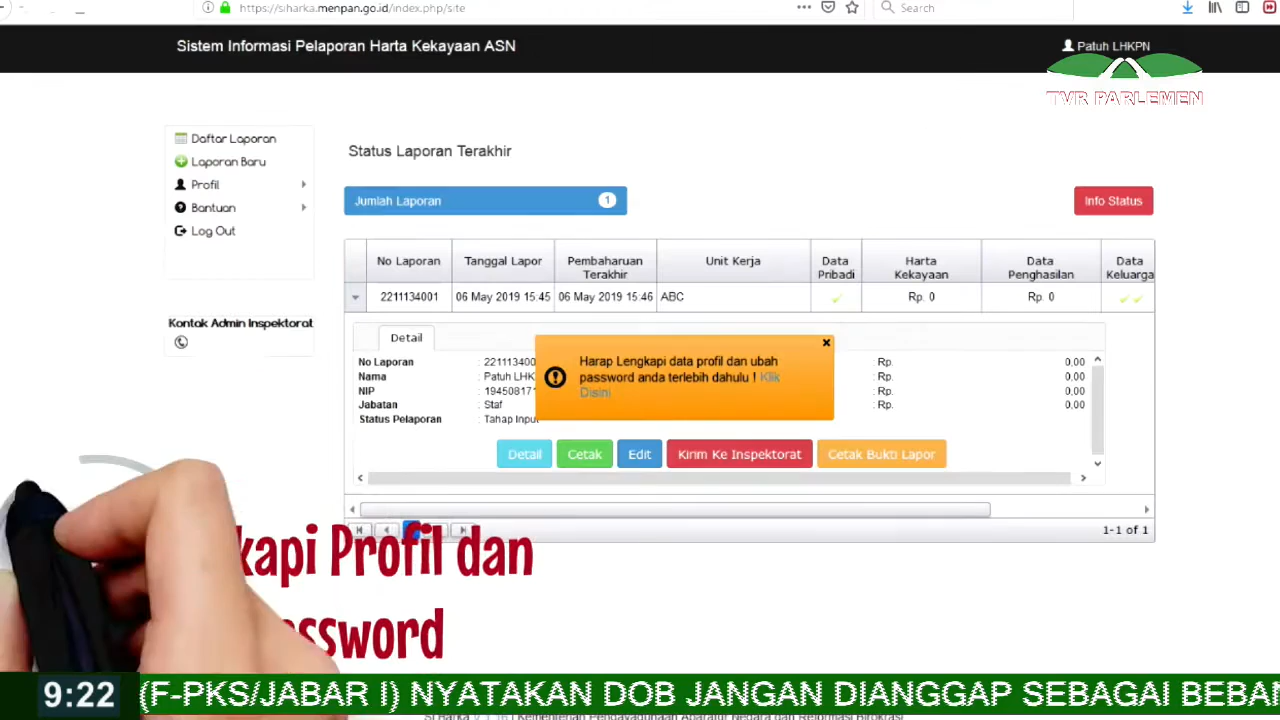 https://siharka.menpan.go.id/index.php/site
Search
Sistem Informasi Pelaporan Harta Kekayaan ASN
Patuh LHKPN
TVR PARLEMEN
Daftar Laporan
Laporan Baru
Profil
Bantuan
Log Out
Kontak Admin Inspektorat
Status Laporan Terakhir
Jumlah Laporan 1
Info Status
No Laporan Tanggal Lapor Pembaharuan Terakhir Unit Kerja Data Pribadi Harta Kekayaan Data Penghasilan Data Keluarga
2211134001 06 May 2019 15:45 06 May 2019 15:46 ABC Rp. 0 Rp. 0
Detail
No Laporan : 221113400
Nama : Patuh LHK
NIP : 194508171
Jabatan : Staf
Status Pelaporan : Tahap Input
Harap Lengkapi data profil dan ubah
password anda terlebih dahulu ! Klik
Disini
: Rp. 0.00
: Rp. 0.00
: Rp. 0.00
: Rp. 0.00
Detail Cetak Edit Kirim Ke Inspektorat Cetak Bukti Lapor
1-1 of 1
kapi Profil dan
ssword
9:22 (F-PKS/JABAR I) NYATAKAN DOB JANGAN DIANGGAP SEBAGAI BEBA